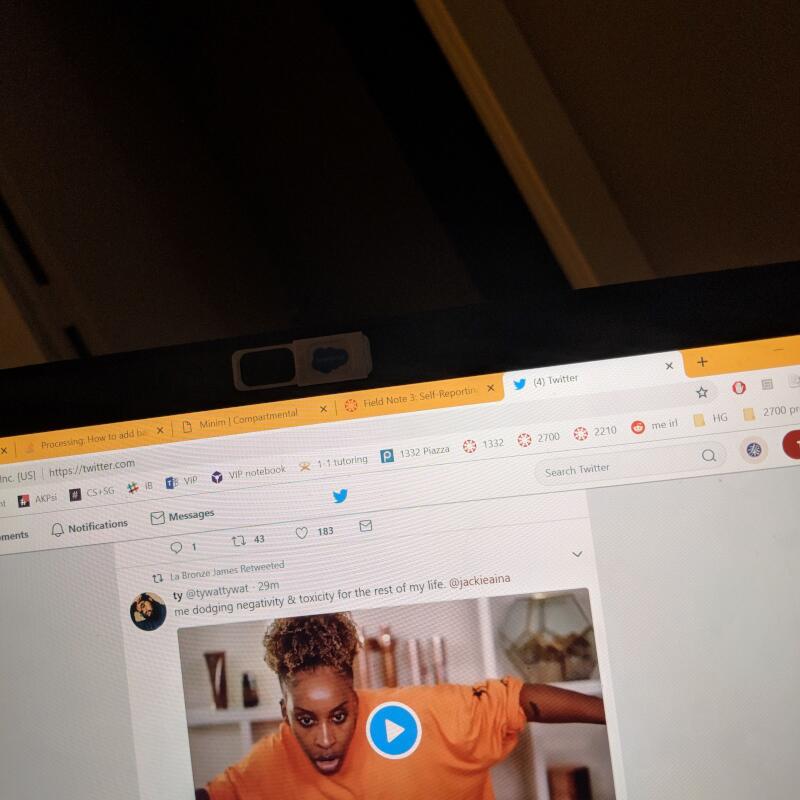 Processing: How to add ba
Minim | Compartmental
Field Note 3: Self-Reportin
(4) Twitter
Inc. [US] | https://twitter.com
nt
AKPsi
CS+SG
IB
VIP
VIP notebook
1-1 tutoring
1332 Piazza
1332
2700
2210
me irl
HG
2700 pr
ments
Notifications
Messages
Search Twitter
1
43
183
La Bronze James Retweeted
ty @tywattywat · 29m
me dodging negativity & toxicity for the rest of my life. @jackieaina